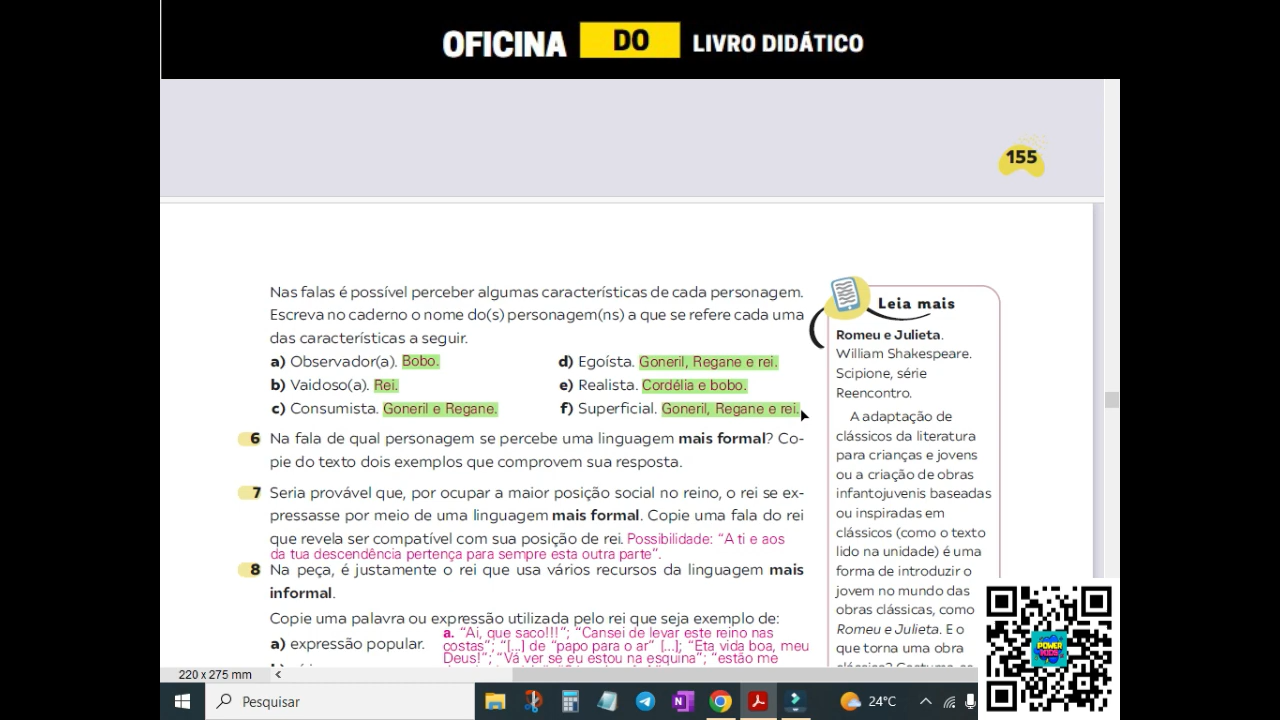 OFICINA DO LIVRO DIDÁTICO
155
Nas falas é possível perceber algumas características de cada personagem.
Escreva no caderno o nome do(s) personagem(ns) a que se refere cada uma
das características a seguir.
a) Observador(a). Bobo.
b) Vaidoso(a). Rei.
c) Consumista. Goneril e Regane.
d) Egoísta. Goneril, Regane e rei.
e) Realista. Cordélia e bobo.
f) Superficial. Goneril, Regane e rei.
6 Na fala de qual personagem se percebe uma linguagem mais formal? Co-
pie do texto dois exemplos que comprovem sua resposta.
7 Seria provável que, por ocupar a maior posição social no reino, o rei se ex-
pressasse por meio de uma linguagem mais formal. Copie uma fala do rei
que revela ser compatível com sua posição de rei. Possibilidade: “A ti e aos
da tua descendência pertença para sempre esta outra parte”.
8 Na peça, é justamente o rei que usa vários recursos da linguagem mais
informal.
Copie uma palavra ou expressão utilizada pelo rei que seja exemplo de:
a) expressão popular.
a. “Ai, que saco!!!”; “Cansei de levar este reino nas
costas”; “[...] de “papo para o ar” [...]; “Eta vida boa, meu
Deus!”; “Vá ver se eu estou na esquina”; “estão me
Leia mais
Romeu e Julieta.
William Shakespeare.
Scipione, série
Reencontro.
A adaptação de
clássicos da literatura
para crianças e jovens
ou a criação de obras
infantojuvenis baseadas
ou inspiradas em
clássicos (como o texto
lido na unidade) é uma
forma de introduzir o
jovem no mundo das
obras clássicas, como
Romeu e Julieta. E o
que torna uma obra
220 x 275 mm
Pesquisar
24°C
POWER
KIDS